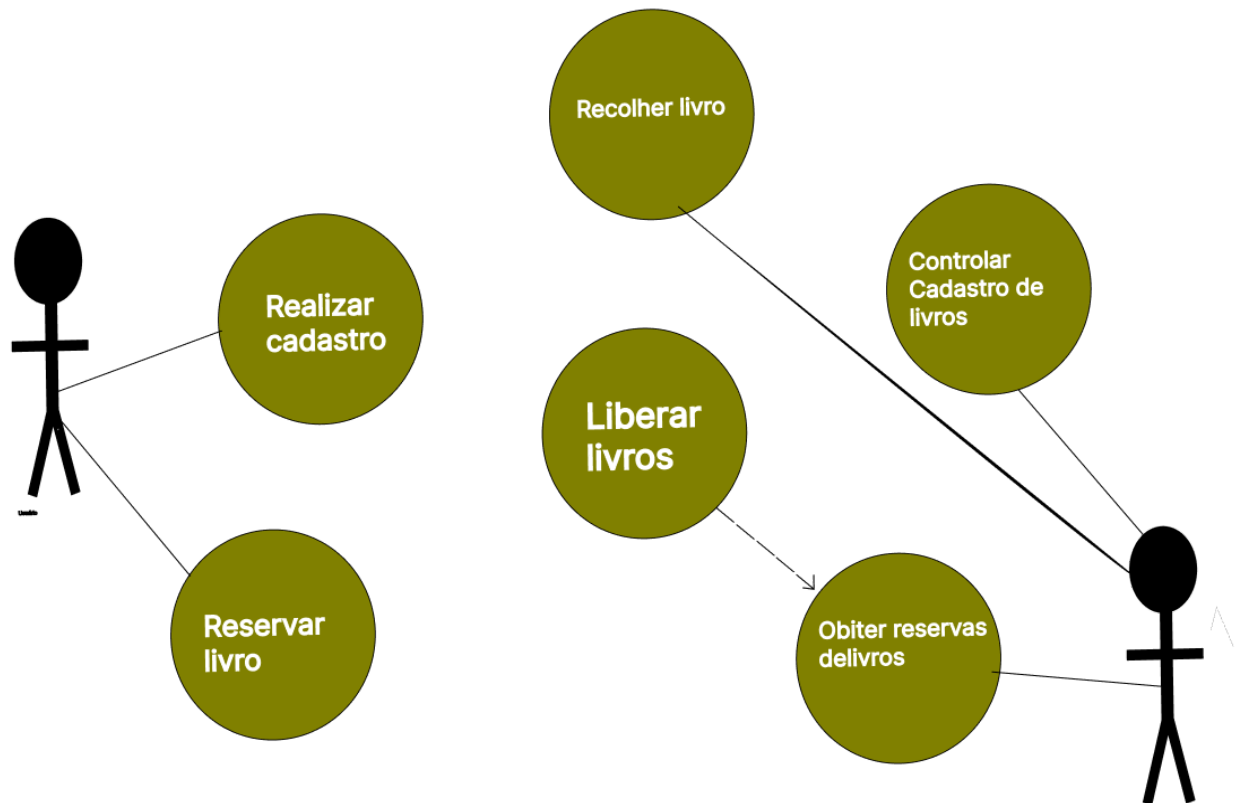 Recolher livro
Controlar
Cadastro de
livros
Realizar
cadastro
Liberar
livros
Reservar
livro
Obiter reservas
delivros